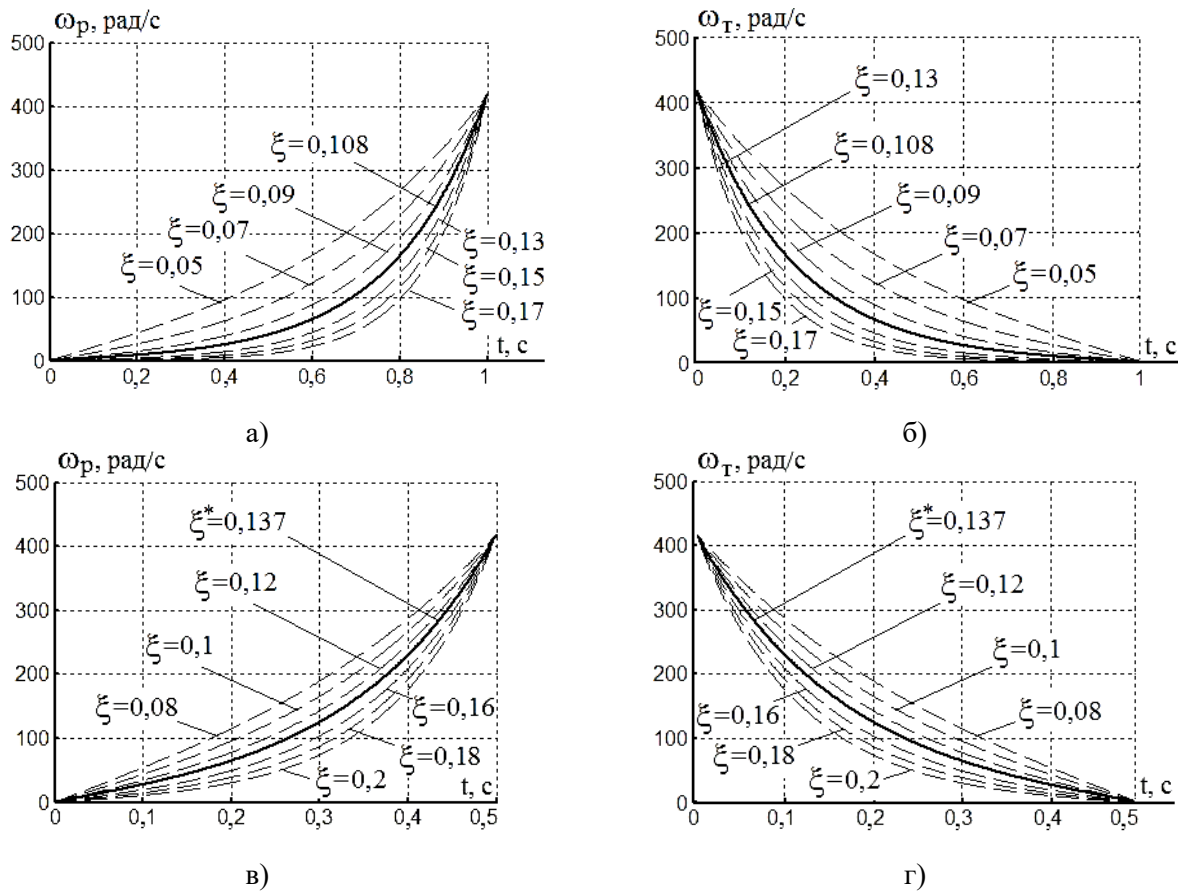 ωр, рад/с
500
400
300
200
100
0
ξ=0,108
ξ=0,09
ξ=0,07
ξ=0,05
ξ=0,13
ξ=0,15
ξ=0,17
t, с
0 0,2 0,4 0,6 0,8 1
а)
ωт, рад/с
500
400
300
200
100
0
ξ=0,13
ξ=0,108
ξ=0,09
ξ=0,07
ξ=0,05
ξ=0,15
ξ=0,17
t, с
0 0,2 0,4 0,6 0,8 1
б)
ωр, рад/с
500
400
300
200
100
0
ξ*=0,137
ξ=0,12
ξ=0,1
ξ=0,08
ξ=0,16
ξ=0,18
ξ=0,2
t, с
0 0,1 0,2 0,3 0,4 0,5
в)
ωт, рад/с
500
400
300
200
100
0
ξ*=0,137
ξ=0,12
ξ=0,1
ξ=0,08
ξ=0,16
ξ=0,18
ξ=0,2
t, с
0 0,1 0,2 0,3 0,4 0,5
г)